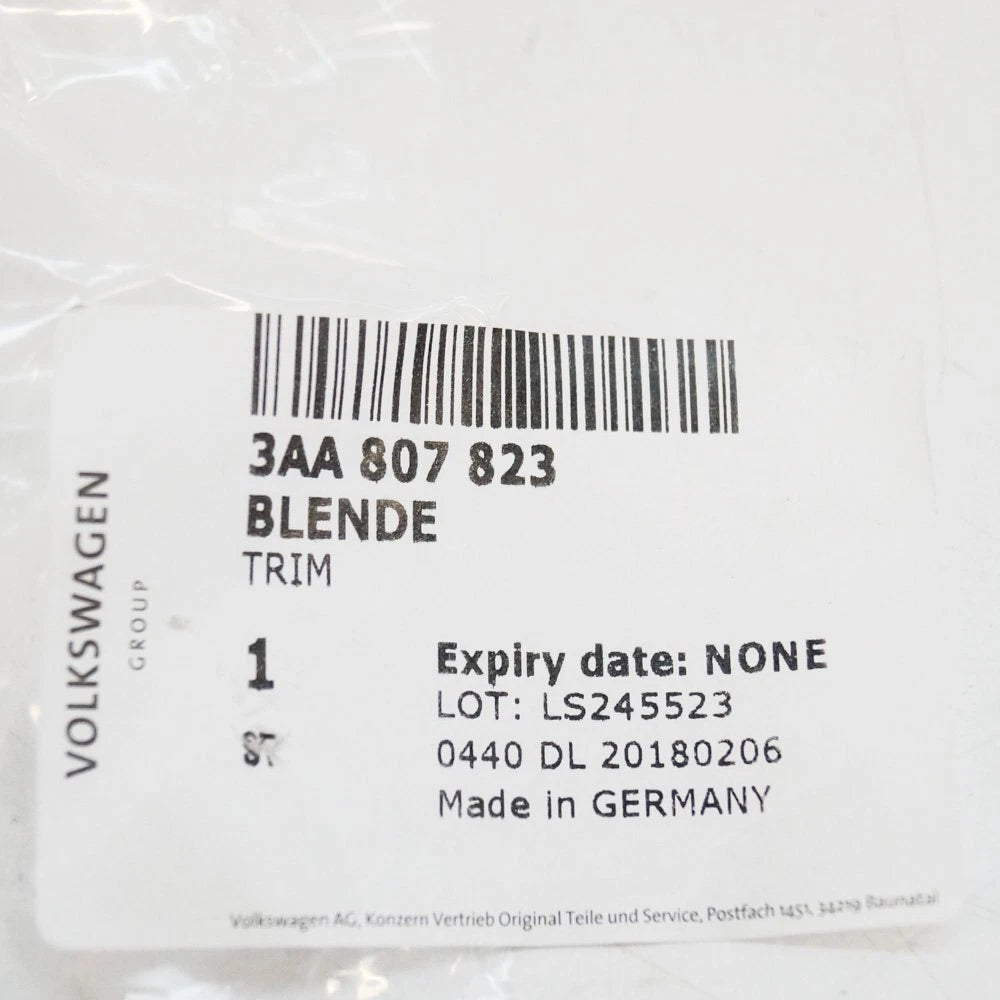 VOLKSWAGEN
GROUP
3AA 807 823
BLENDE
TRIM
1
Expiry date: NONE
LOT: LS245523
ST
0440 DL 20180206
Made in GERMANY
Volkswagen AG, Konzern Vertrieb Original Teile und Service, Postfach 1451, 34219 Baunatal